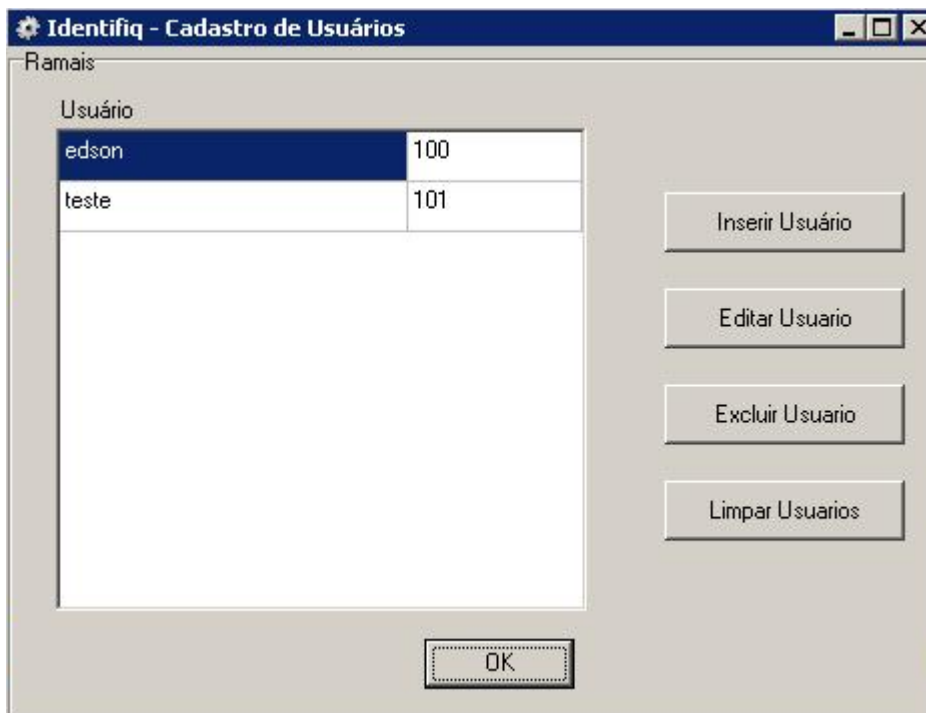 Identifiq - Cadastro de Usuários
Ramais
Usuário
edson 100
teste 101
Inserir Usuário
Editar Usuario
Excluir Usuario
Limpar Usuarios
OK